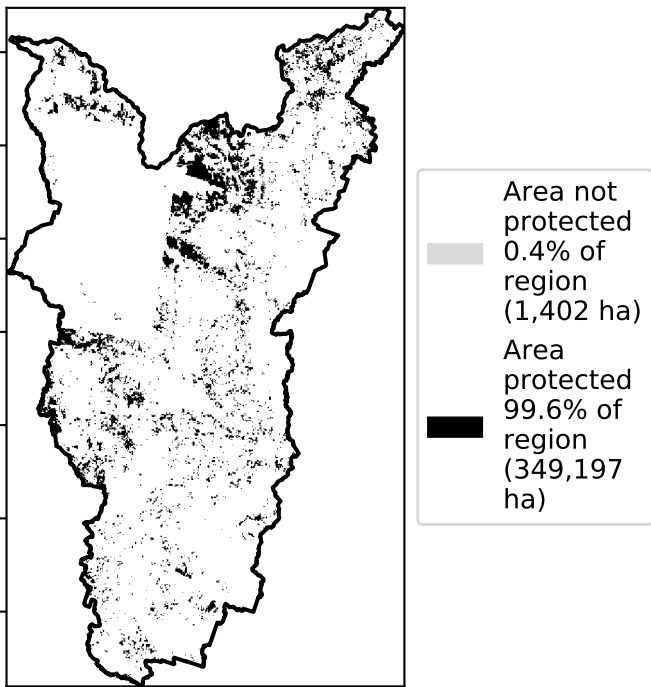 Area not
protected
0.4% of
region
(1,402 ha)
Area
protected
99.6% of
region
(349,197
ha)